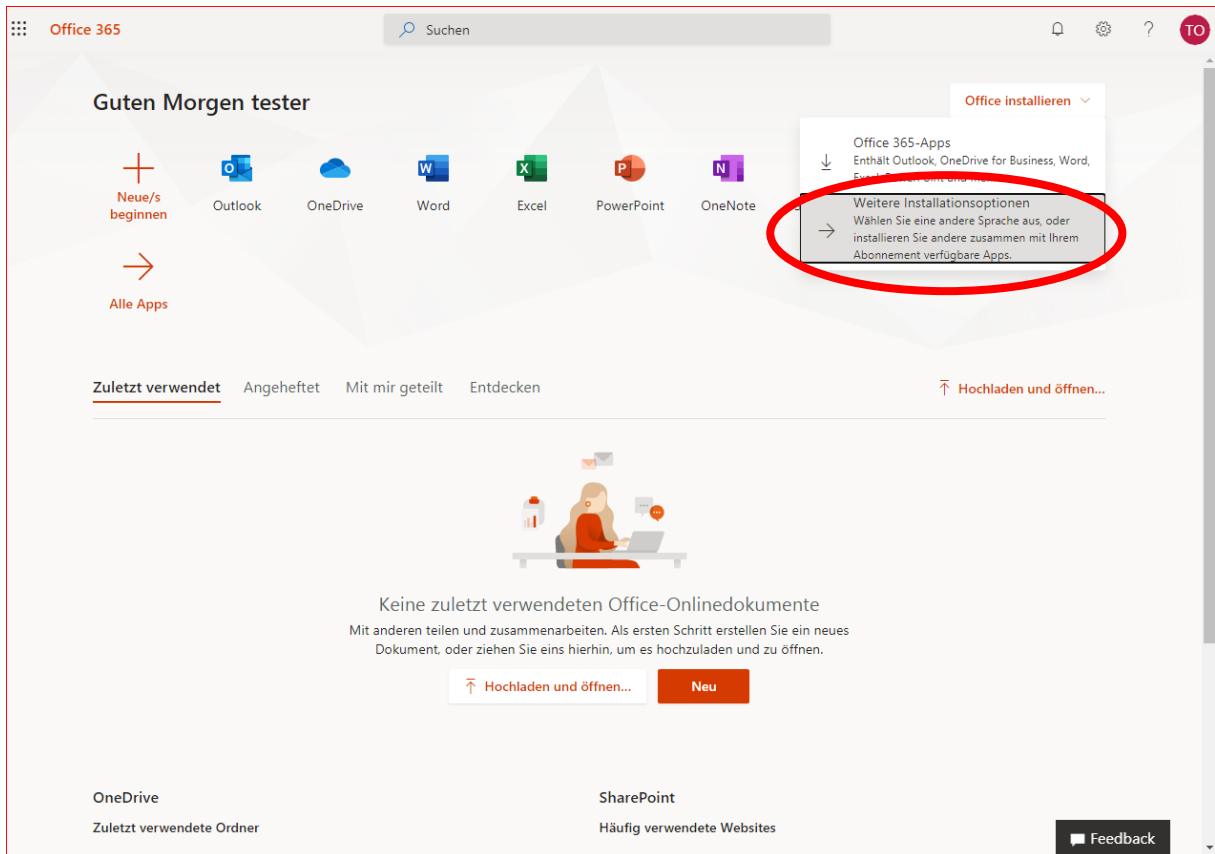 Office 365
Suchen
TO
Guten Morgen tester
Office installieren
Office 365-Apps
Enthält Outlook, OneDrive for Business, Word,
Weitere Installationsoptionen
Wählen Sie eine andere Sprache aus, oder
installieren Sie andere zusammen mit Ihrem
Abonnement verfügbare Apps.
Neue/s
beginnen
Outlook
OneDrive
Word
Excel
PowerPoint
OneNote
Alle Apps
Zuletzt verwendet Angeheftet Mit mir geteilt Entdecken
Hochladen und öffnen...
Keine zuletzt verwendeten Office-Onlinedokumente
Mit anderen teilen und zusammenarbeiten. Als ersten Schritt erstellen Sie ein neues
Dokument, oder ziehen Sie eins hierhin, um es hochzuladen und zu öffnen.
Hochladen und öffnen...
Neu
OneDrive
Zuletzt verwendete Ordner
SharePoint
Häufig verwendete Websites
Feedback